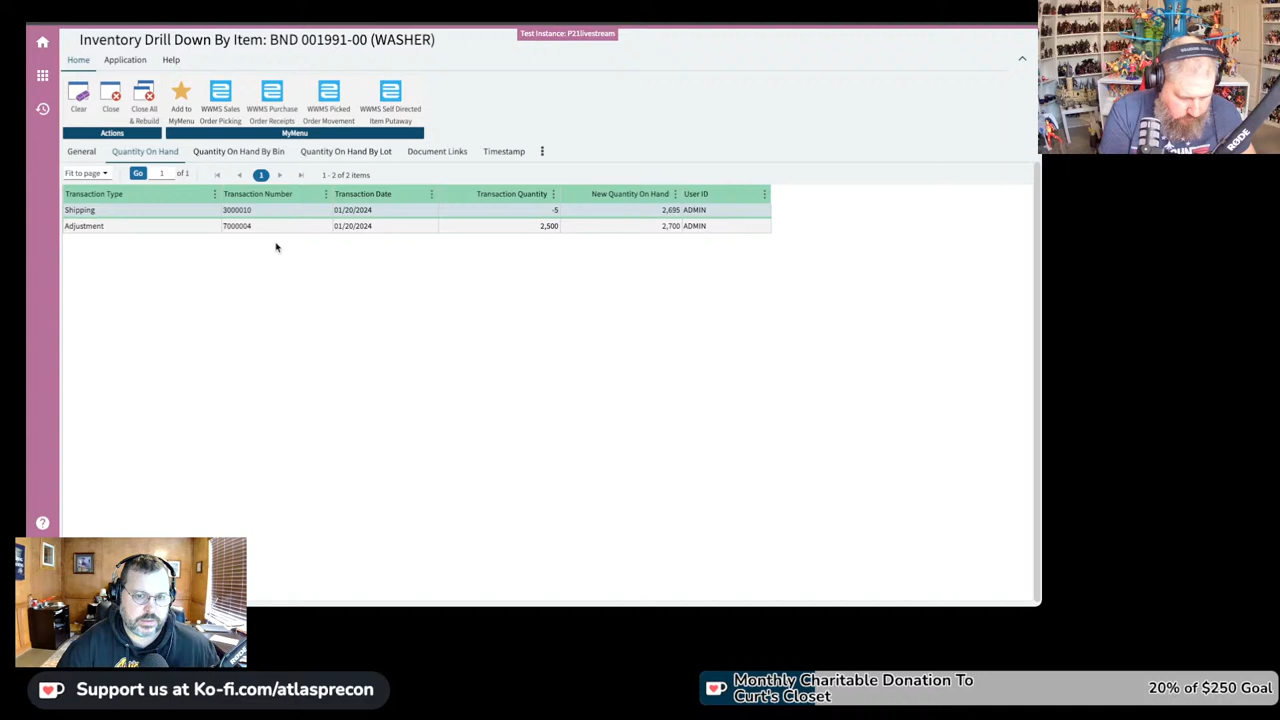 Inventory Drill Down By Item: BND 001991-00 (WASHER)
Test Instance: P21livestream
Home Application Help
Clear
Close
Close All & Rebuild
Add to MyMenu
WWMS Sales Order Picking
WWMS Purchase Order Receipts
WWMS Picked Order Movement
WWMS Self Directed Item Putaway
Actions MyMenu
General Quantity On Hand Quantity On Hand By Bin Quantity On Hand By Lot Document Links Timestamp
Fit to page Go 1 of 1 1 1 - 2 of 2 items
Transaction Type Transaction Number Transaction Date Transaction Quantity New Quantity On Hand User ID
Shipping 3000010 01/20/2024 -5 2,695 ADMIN
Adjustment 7000004 01/20/2024 2,500 2,700 ADMIN
RØDE
Support us at Ko-fi.com/atlasprecon
Monthly Charitable Donation To
Curt's Closet
20% of $250 Goal